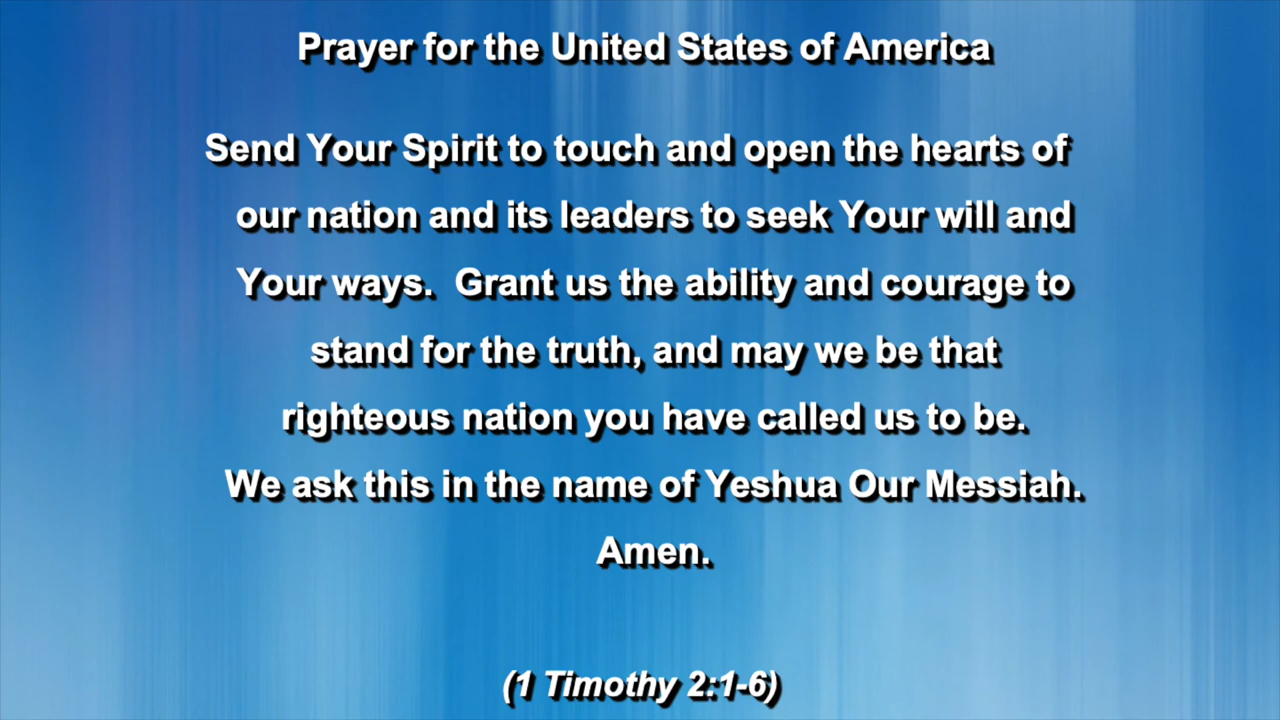 Prayer for the United States of America
Send Your Spirit to touch and open the hearts of
our nation and its leaders to seek Your will and
Your ways.  Grant us the ability and courage to
stand for the truth, and may we be that
righteous nation you have called us to be.
We ask this in the name of Yeshua Our Messiah.
Amen.
(1 Timothy 2:1-6)